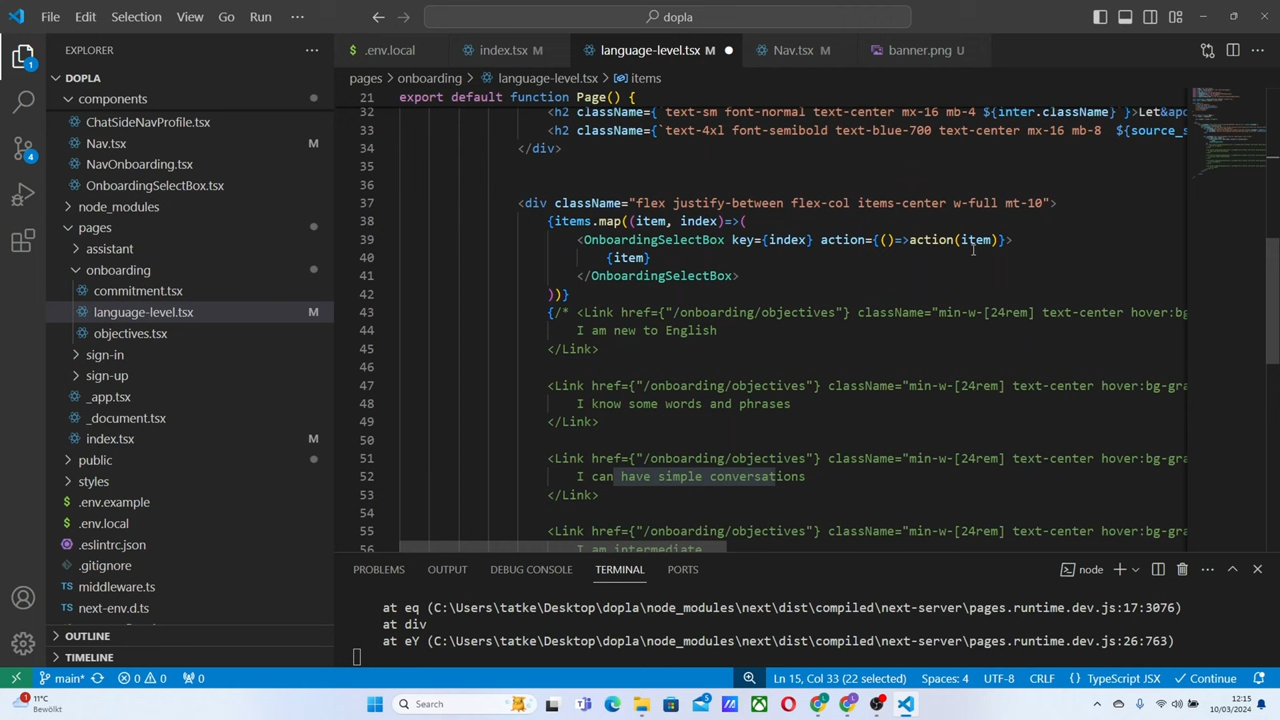 File Edit Selection View Go Run ··· dopla
EXPLORER ···
.env.local index.tsx M language-level.tsx M Nav.tsx M banner.png U
DOPLA
pages > onboarding > language-level.tsx > items
components
ChatSideNavProfile.tsx
Nav.tsx M
NavOnboarding.tsx
OnboardingSelectBox.tsx
node_modules
pages
assistant
onboarding
commitment.tsx
language-level.tsx M
objectives.tsx
sign-in
sign-up
_app.tsx
_document.tsx
index.tsx M
public
styles
.env.example
.env.local
.eslintrc.json
.gitignore
middleware.ts
next-env.d.ts
OUTLINE
TIMELINE
21 export default function Page() {
32 <h2 className={`text-sm font-normal text-center mx-16 mb-4 ${inter.className} }>Let&apo
33 <h2 className={`text-4xl font-semibold text-blue-700 text-center mx-16 mb-8 ${source_s
34 </div>
35
36
37 <div className="flex justify-between flex-col items-center w-full mt-10">
38 {items.map((item, index)=>(
39 <OnboardingSelectBox key={index} action={()=>action(item)}>
40 {item}
41 </OnboardingSelectBox>
42 ))}
43 {/* <Link href={"/onboarding/objectives"} className="min-w-[24rem] text-center hover:bg-gra
44 I am new to English
45 </Link>
46
47 <Link href={"/onboarding/objectives"} className="min-w-[24rem] text-center hover:bg-gra
48 I know some words and phrases
49 </Link>
50
51 <Link href={"/onboarding/objectives"} className="min-w-[24rem] text-center hover:bg-gra
52 I can have simple conversations
53 </Link>
54
55 <Link href={"/onboarding/objectives"} className="min-w-[24rem] text-center hover:bg-gra
56 I am intermediate
PROBLEMS OUTPUT DEBUG CONSOLE TERMINAL PORTS node
at eq (C:\Users\tatke\Desktop\dopla\node_modules\next\dist\compiled\next-server\pages.runtime.dev.js:17:3076)
at div
at eY (C:\Users\tatke\Desktop\dopla\node_modules\next\dist\compiled\next-server\pages.runtime.dev.js:26:763)
main* 0 0 0 Ln 15, Col 33 (22 selected) Spaces: 4 UTF-8 CRLF {} TypeScript JSX Continue
11°C
Bewölkt
Search
12:15
10/03/2024